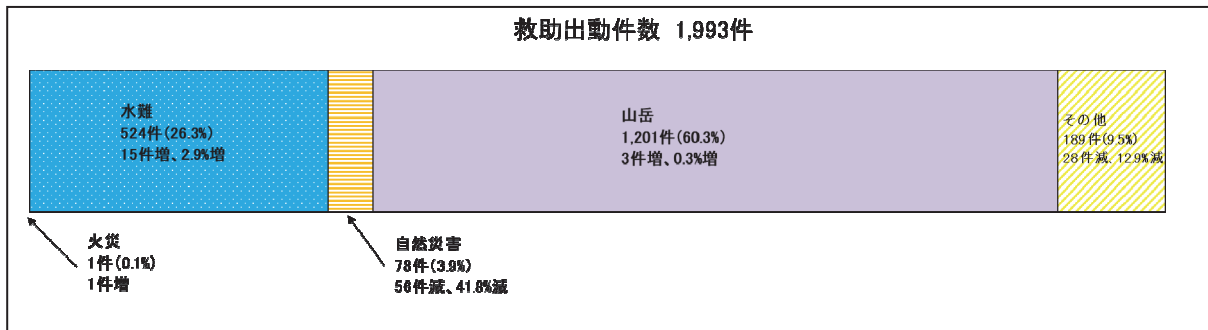 救助出動件数 1,993件
水難
524件(26.3%)
15件増、2.9%増
山岳
1,201件(60.3%)
3件増、0.3%増
その他
189件(9.5%)
28件減、12.9%減
火災
1件(0.1%)
1件増
自然災害
78件(3.9%)
56件減、41.8%減